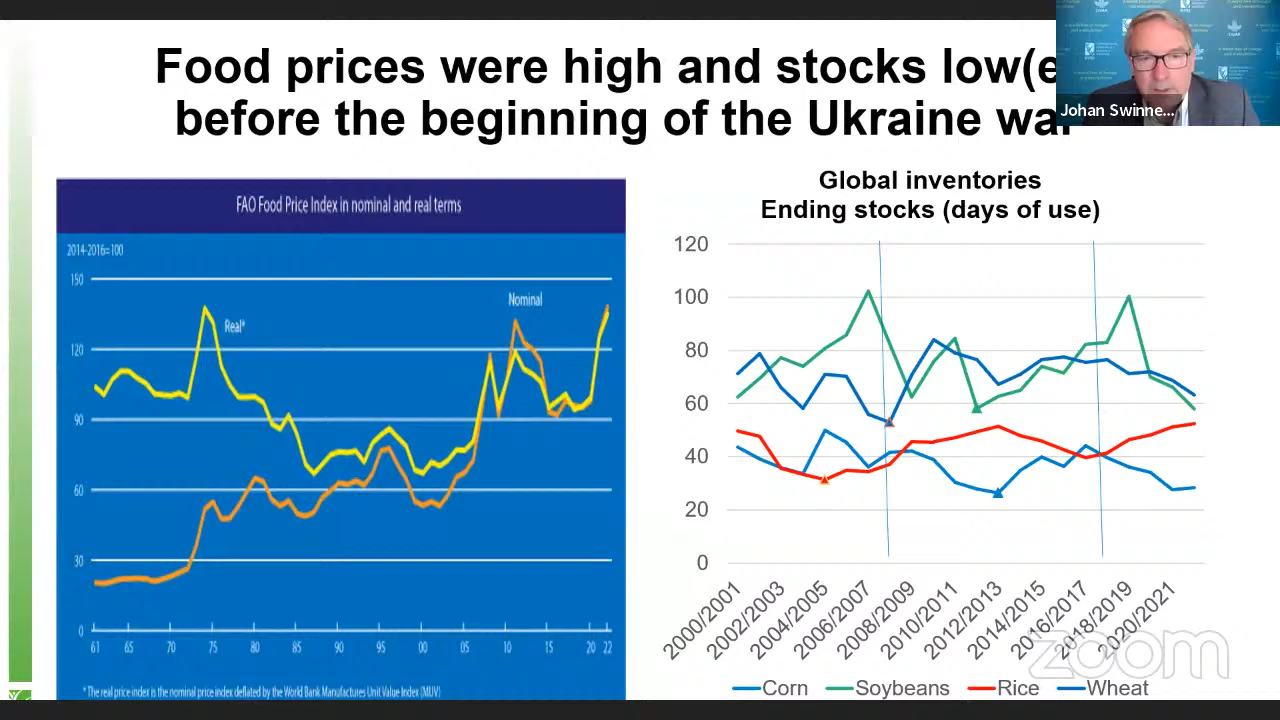 Food prices were high and stocks low(e
before the beginning of the Ukraine war
Johan Swinne...
FAO Food Price Index in nominal and real terms
2014-2016=100
150
120
90
60
30
0
Real*
Nominal
61 65 70 75 80 85 90 95 00 05 10 15 20 22
* The real price index is the nominal price index deflated by the World Bank Manufactures Unit Value Index (MUV)
Global inventories
Ending stocks (days of use)
120
100
80
60
40
20
0
2000/2001 2002/2003 2004/2005 2006/2007 2008/2009 2010/2011 2012/2013 2014/2015 2016/2017 2018/2019 2020/2021
Corn Soybeans Rice Wheat
zoom